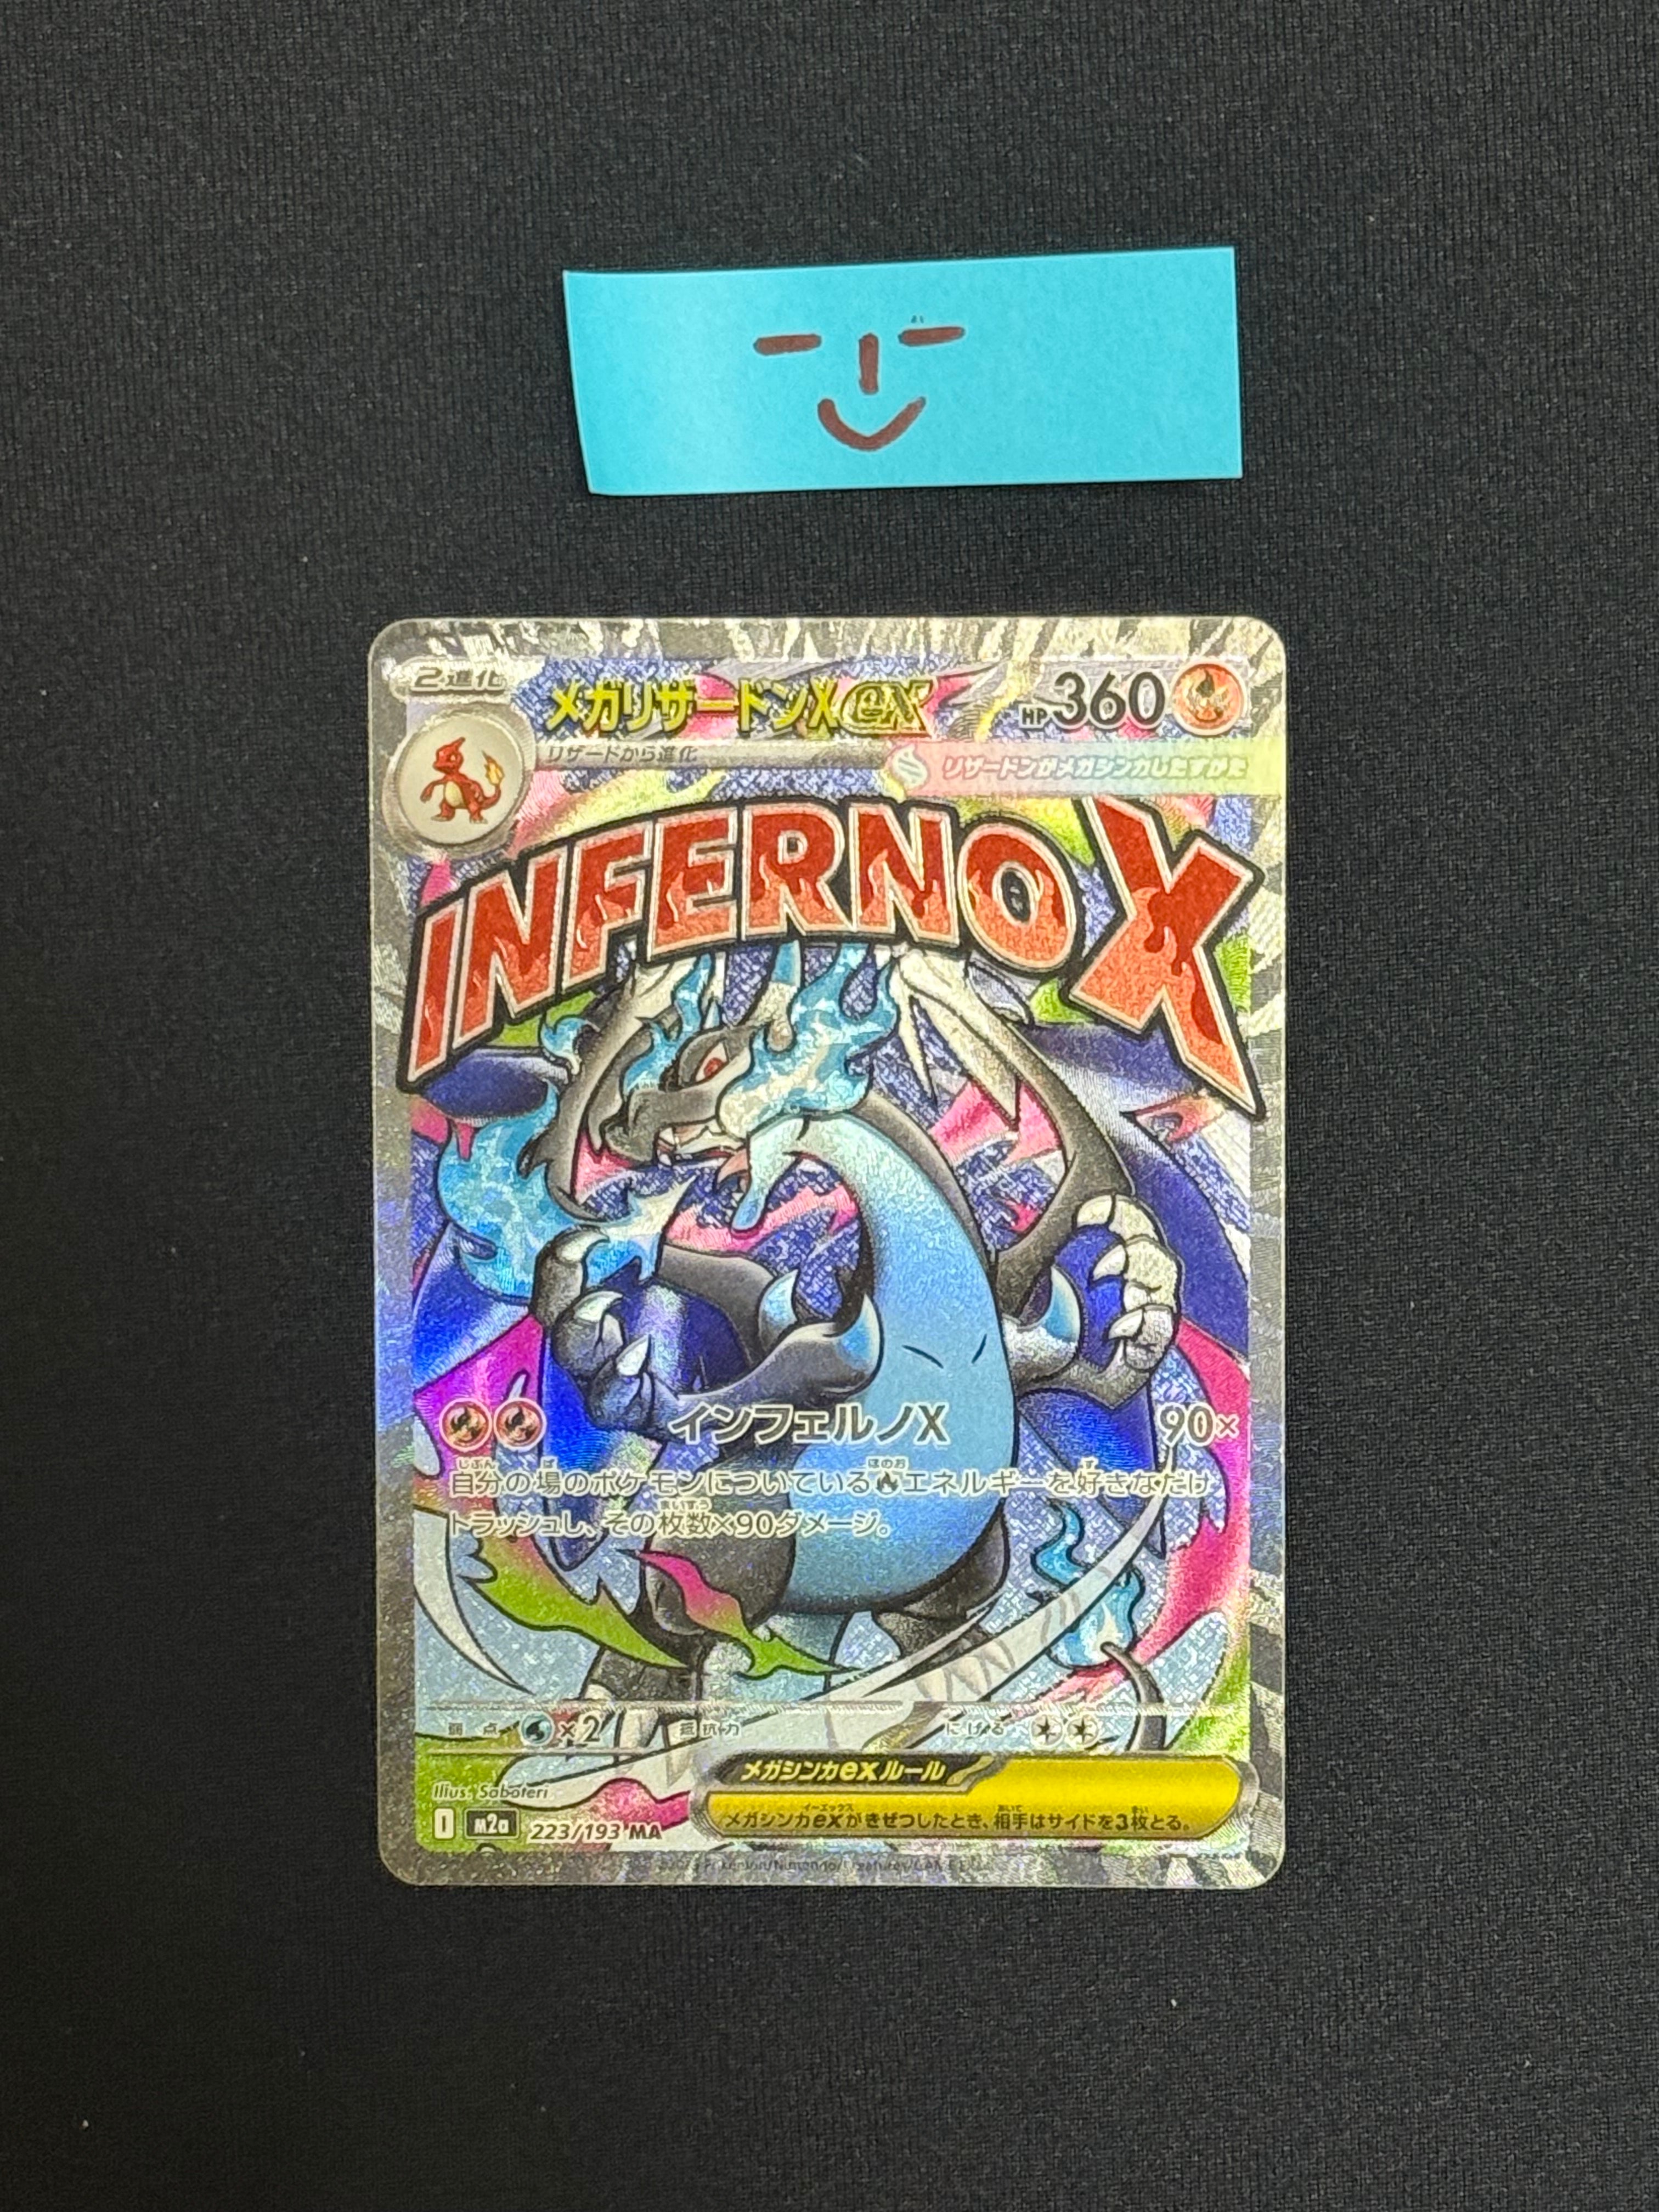 2進化
メガリザードンXex
HP360
リザードから進化
リザードンがメガシンカしたすがた
INFERNO X
インフェルノX 90×
自分の場のポケモンについているエネルギーを好きなだけ
トラッシュし、その枚数×90ダメージ。
弱点 ×2 抵抗力 にげる
メガシンカexルール
メガシンカexがきぜつしたとき、相手はサイドを3枚とる。
Illus. Saboteri
I m2a 223/193 MA